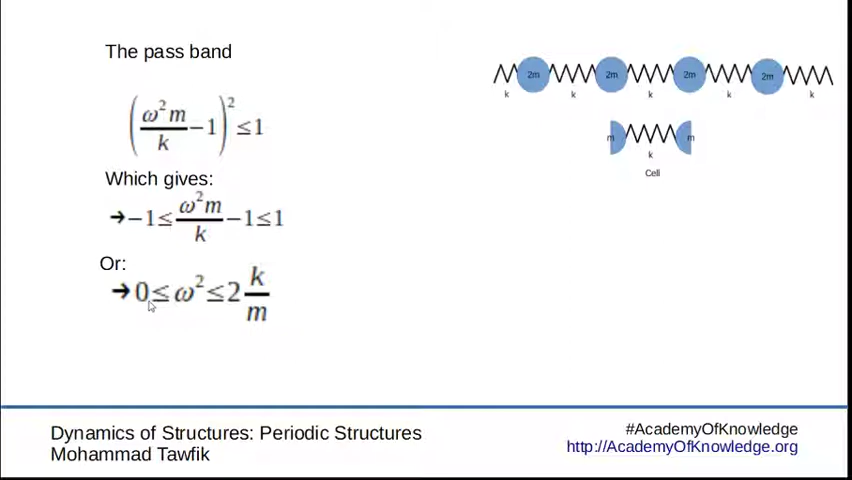 The pass band
(ω²m/k −1)² ≤1
Which gives:
➔ −1≤ ω²m/k −1≤1
Or:
➔ 0≤ω²≤2 k/m
2m 2m 2m 2m
k k k k k
m m
k
Cell
Dynamics of Structures: Periodic Structures
Mohammad Tawfik
#AcademyOfKnowledge
http://AcademyOfKnowledge.org